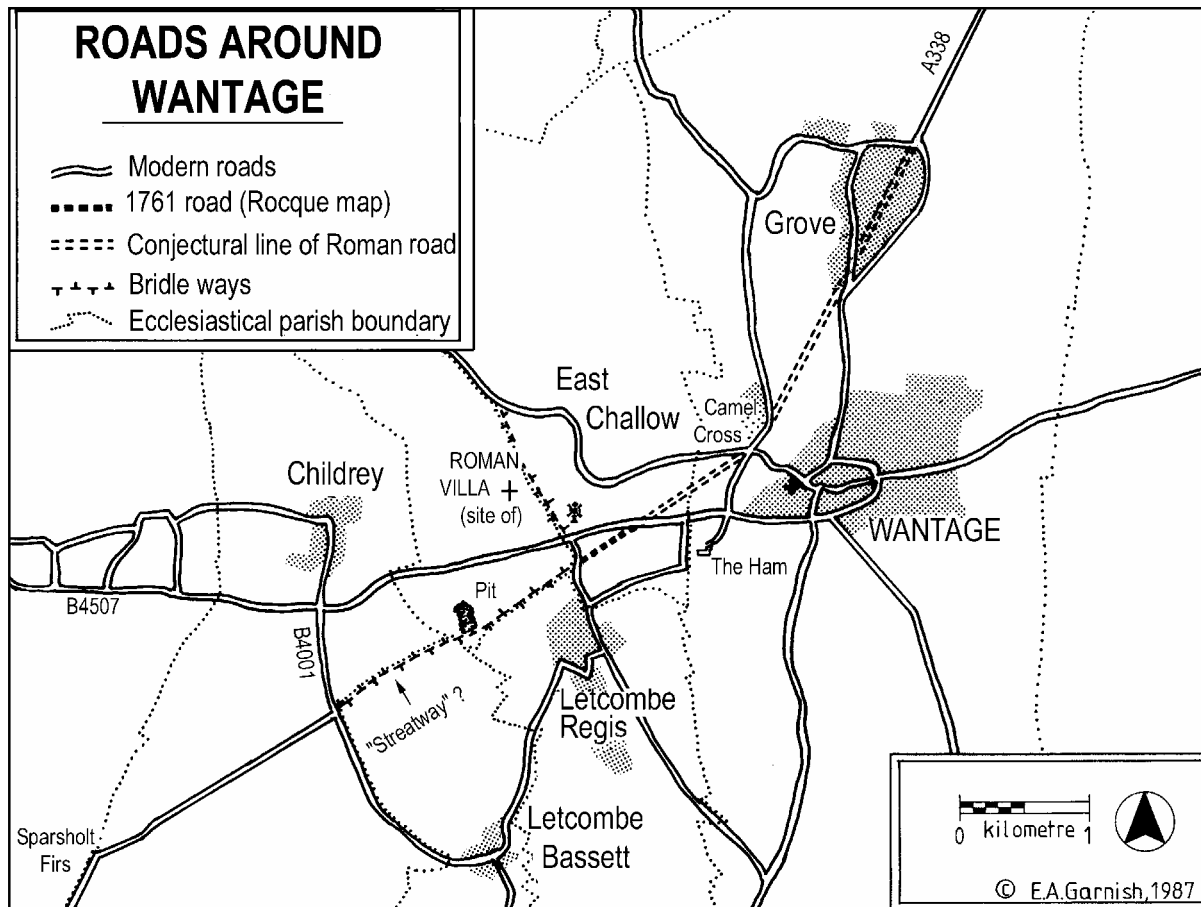 ROADS AROUND
WANTAGE
Modern roads
1761 road (Rocque map)
Conjectural line of Roman road
Bridle ways
Ecclesiastical parish boundary
A338
Grove
East
Challow
Camel
Cross
ROMAN
VILLA
(site of)
Childrey
WANTAGE
The Ham
B4507
Pit
B4001
"Streatway" ?
Letcombe
Regis
Letcombe
Bassett
Sparsholt
Firs
0 kilometre 1
© E.A.Garnish, 1987